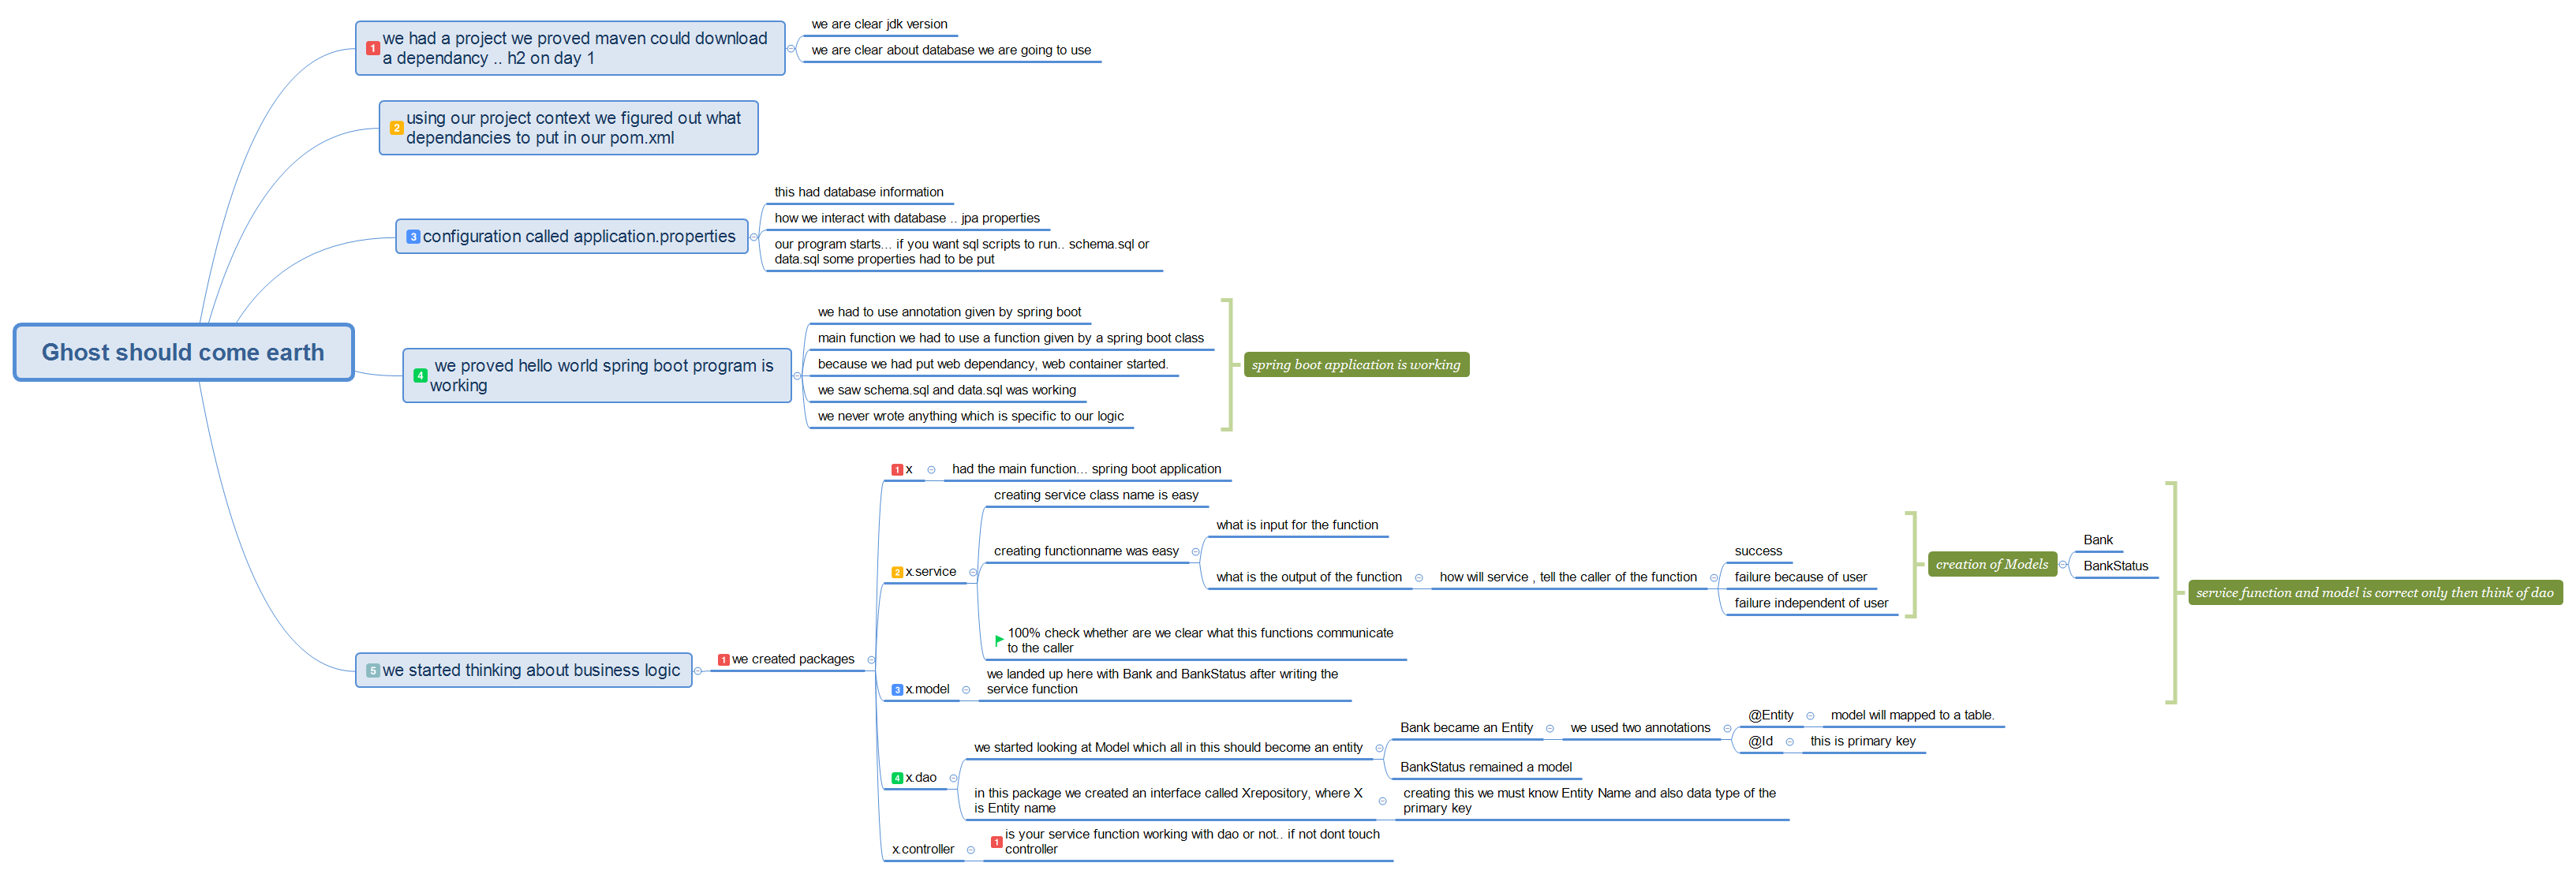 Ghost should come earth
1 we had a project we proved maven could download
a dependancy .. h2 on day 1
we are clear jdk version
we are clear about database we are going to use
2 using our project context we figured out what
dependancies to put in our pom.xml
3 configuration called application.properties
this had database information
how we interact with database .. jpa properties
our program starts... if you want sql scripts to run.. schema.sql or
data.sql some properties had to be put
4 we proved hello world spring boot program is
working
we had to use annotation given by spring boot
main function we had to use a function given by a spring boot class
because we had put web dependancy, web container started.
we saw schema.sql and data.sql was working
we never wrote anything which is specific to our logic
spring boot application is working
5 we started thinking about business logic
1 we created packages
1 x
had the main function... spring boot application
2 x.service
creating service class name is easy
creating functionname was easy
what is input for the function
what is the output of the function
how will service , tell the caller of the function
success
failure because of user
failure independent of user
creation of Models
Bank
BankStatus
100% check whether are we clear what this functions communicate
to the caller
3 x.model
we landed up here with Bank and BankStatus after writing the
service function
service function and model is correct only then think of dao
4 x.dao
we started looking at Model which all in this should become an entity
Bank became an Entity
we used two annotations
@Entity
model will mapped to a table.
@Id
this is primary key
BankStatus remained a model
in this package we created an interface called Xrepository, where X
is Entity name
creating this we must know Entity Name and also data type of the
primary key
x.controller
1 is your service function working with dao or not.. if not dont touch
controller